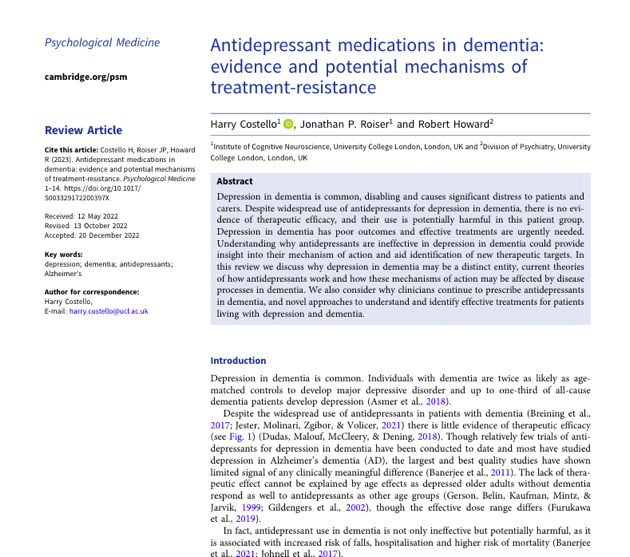 Psychological Medicine
cambridge.org/psm
Review Article
Cite this article: Costello H, Roiser JP, Howard
R (2023). Antidepressant medications in
dementia: evidence and potential mechanisms
of treatment-resistance. Psychological Medicine
1–14. https://doi.org/10.1017/
S003329172200397X
Received: 12 May 2022
Revised: 13 October 2022
Accepted: 20 December 2022
Key words:
depression; dementia; antidepressants;
Alzheimer's
Author for correspondence:
Harry Costello,
E-mail: harry.costello@ucl.ac.uk
Antidepressant medications in dementia:
evidence and potential mechanisms of
treatment-resistance
Harry Costello1 iD, Jonathan P. Roiser1 and Robert Howard2
1Institute of Cognitive Neuroscience, University College London, London, UK and 2Division of Psychiatry, University
College London, London, UK
Abstract
Depression in dementia is common, disabling and causes significant distress to patients and
carers. Despite widespread use of antidepressants for depression in dementia, there is no evi-
dence of therapeutic efficacy, and their use is potentially harmful in this patient group.
Depression in dementia has poor outcomes and effective treatments are urgently needed.
Understanding why antidepressants are ineffective in depression in dementia could provide
insight into their mechanism of action and aid identification of new therapeutic targets. In
this review we discuss why depression in dementia may be a distinct entity, current theories
of how antidepressants work and how these mechanisms of action may be affected by disease
processes in dementia. We also consider why clinicians continue to prescribe antidepressants
in dementia, and novel approaches to understand and identify effective treatments for patients
living with depression and dementia.
Introduction
Depression in dementia is common. Individuals with dementia are twice as likely as age-
matched controls to develop major depressive disorder and up to one-third of all-cause
dementia patients develop depression (Asmer et al., 2018).
Despite the widespread use of antidepressants in patients with dementia (Breining et al.,
2017; Jester, Molinari, Zgibor, & Volicer, 2021) there is little evidence of therapeutic efficacy
(see Fig. 1) (Dudas, Malouf, McCleery, & Dening, 2018). Though relatively few trials of anti-
depressants for depression in dementia have been conducted to date and most have studied
depression in Alzheimer's dementia (AD), the largest and best quality studies have shown
limited signal of any clinically meaningful difference (Banerjee et al., 2011). The lack of thera-
peutic effect cannot be explained by age effects as depressed older adults without dementia
respond as well to antidepressants as other age groups (Gerson, Belin, Kaufman, Mintz, &
Jarvik, 1999; Gildengers et al., 2002), though the effective dose range differs (Furukawa
et al., 2019).
In fact, antidepressant use in dementia is not only ineffective but potentially harmful, as it
is associated with increased risk of falls, hospitalisation and higher risk of mortality (Banerjee
et al., 2021; Johnell et al., 2017).